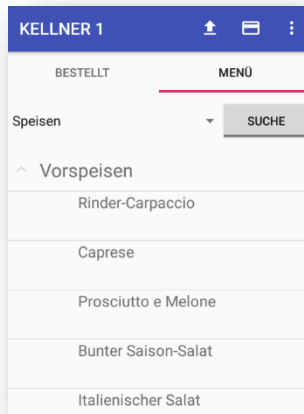 KELLNER 1
BESTELLT MENÜ
Speisen SUCHE
Vorspeisen
Rinder-Carpaccio
Caprese
Prosciutto e Melone
Bunter Saison-Salat
Italienischer Salat